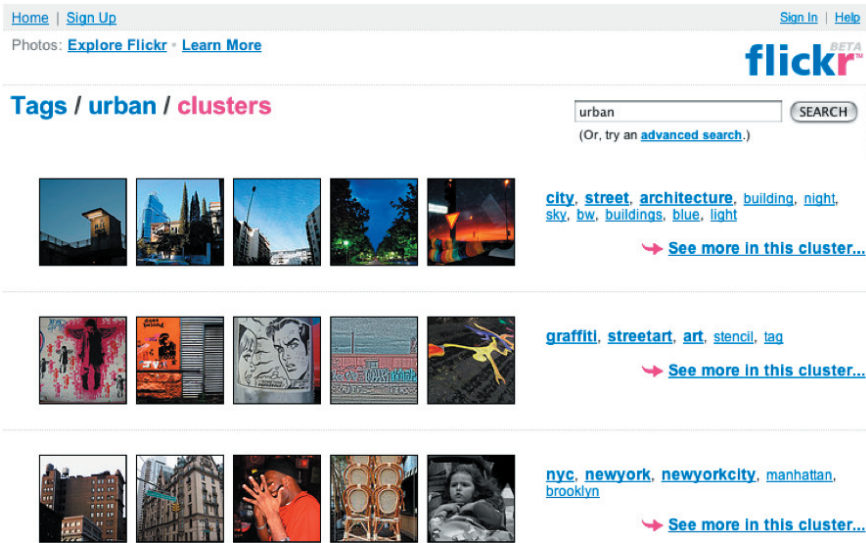 Home | Sign Up
Sign In | Help
Photos: Explore Flickr • Learn More
flickr™ BETA
Tags / urban / clusters
urban
SEARCH
(Or, try an advanced search.)
city, street, architecture, building, night,
sky, bw, buildings, blue, light
See more in this cluster...
graffiti, streetart, art, stencil, tag
See more in this cluster...
nyc, newyork, newyorkcity, manhattan,
brooklyn
See more in this cluster...